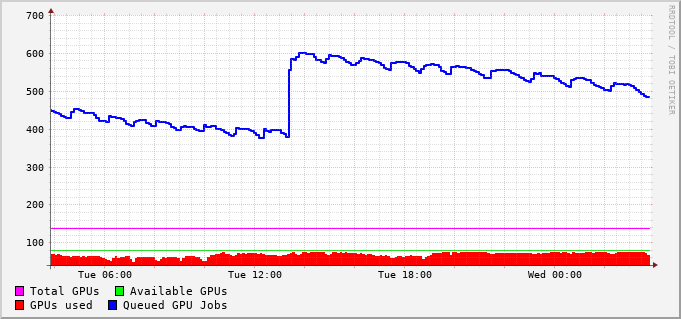 700
600
500
400
300
200
100
Tue 06:00 Tue 12:00 Tue 18:00 Wed 00:00
Total GPUs Available GPUs
GPUs used Queued GPU Jobs
RRDTOOL / TOBI OETIKER